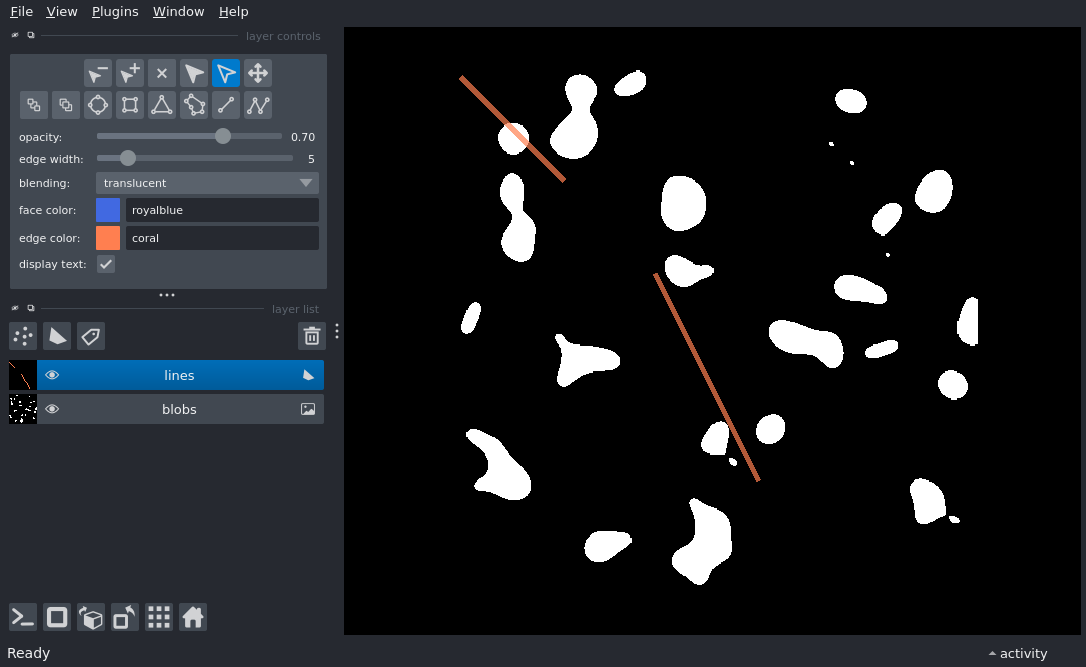 File View Plugins Window Help
layer controls
opacity: 0.70
edge width: 5
blending: translucent
face color: royalblue
edge color: coral
display text:
layer list
lines
blobs
Ready
activity